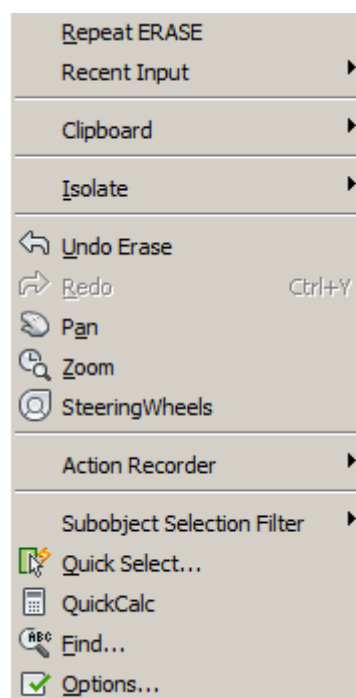 Repeat ERASE
Recent Input
Clipboard
Isolate
Undo Erase
Redo Ctrl+Y
Pan
Zoom
SteeringWheels
Action Recorder
Subobject Selection Filter
Quick Select...
QuickCalc
ABC Find...
Options...